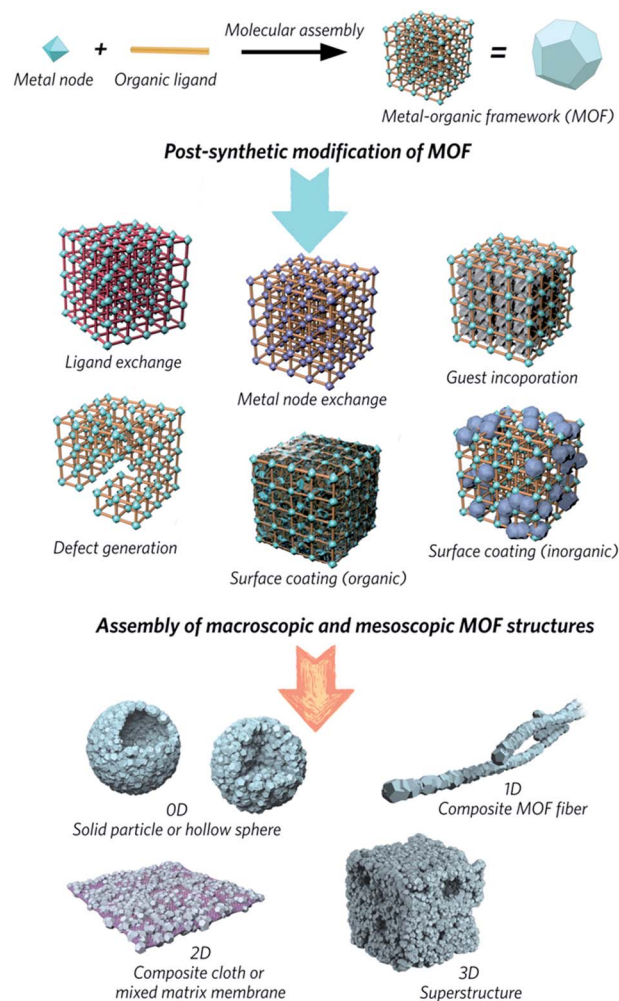 Metal node
+
Organic ligand
Molecular assembly
=
Metal-organic framework (MOF)
Post-synthetic modification of MOF
Ligand exchange
Metal node exchange
Guest incoporation
Defect generation
Surface coating (organic)
Surface coating (inorganic)
Assembly of macroscopic and mesoscopic MOF structures
0D
Solid particle or hollow sphere
1D
Composite MOF fiber
2D
Composite cloth or
mixed matrix membrane
3D
Superstructure